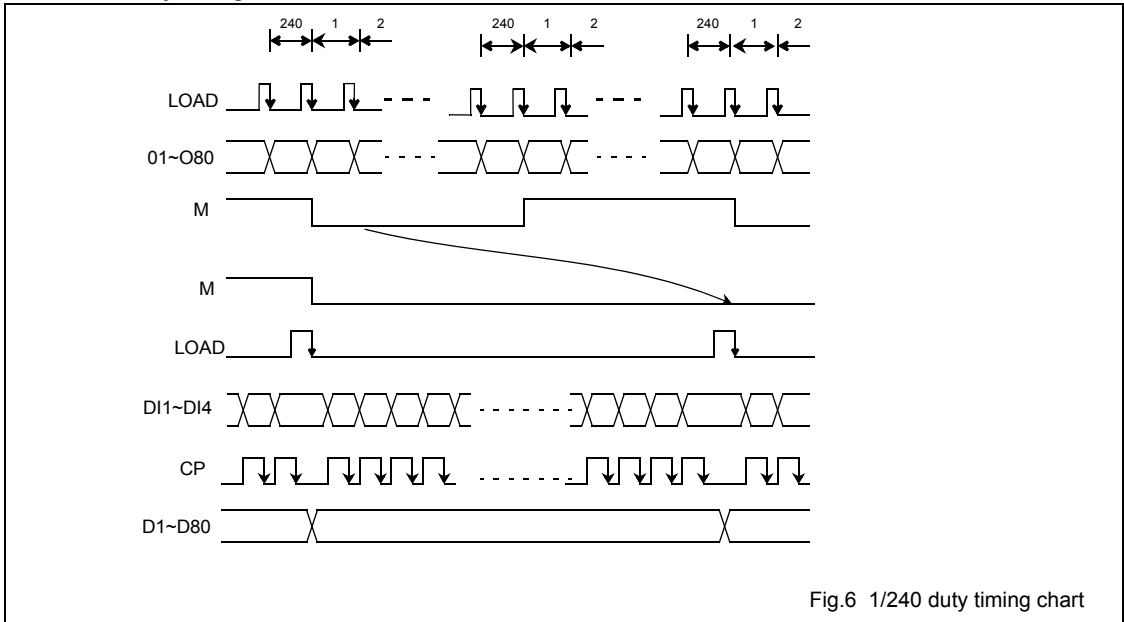 240 1 2 240 1 2 240 1 2
LOAD
01~O80
M
M
LOAD
DI1~DI4
CP
D1~D80
Fig.6 1/240 duty timing chart